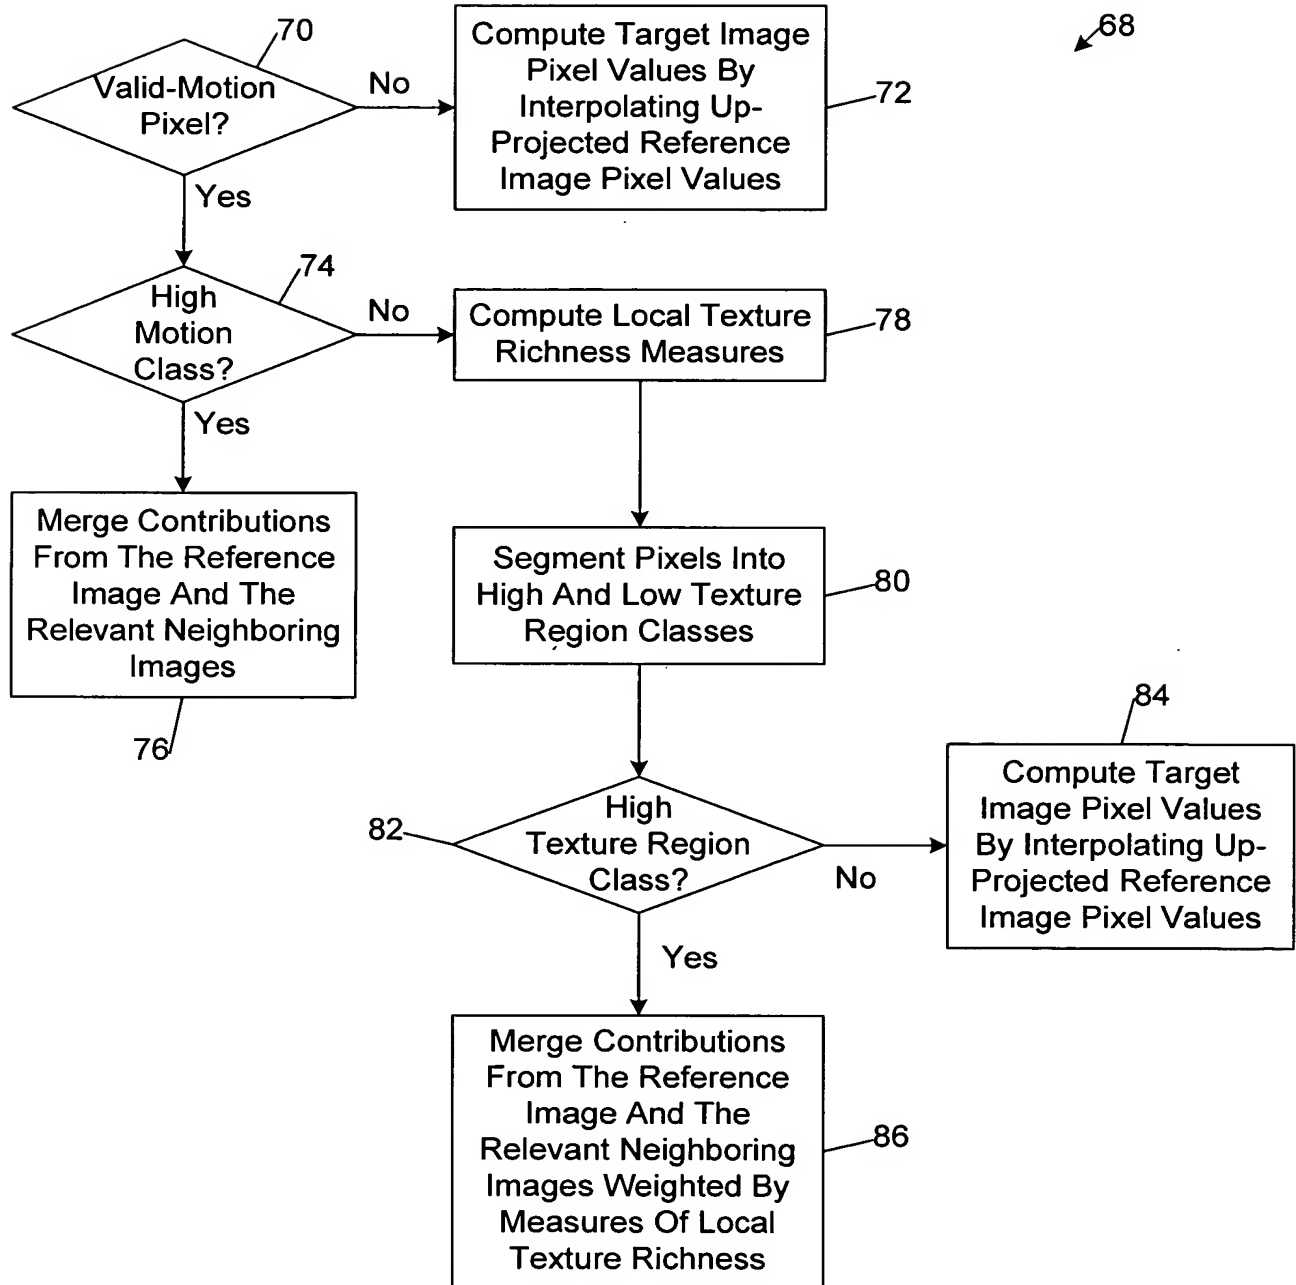 70
Valid-Motion
Pixel?
No
Compute Target Image
Pixel Values By
Interpolating Up-
Projected Reference
Image Pixel Values
72
68
Yes
74
High
Motion
Class?
No
Compute Local Texture
Richness Measures
78
Yes
Merge Contributions
From The Reference
Image And The
Relevant Neighboring
Images
76
Segment Pixels Into
High And Low Texture
Region Classes
80
82
High
Texture Region
Class?
No
84
Compute Target
Image Pixel Values
By Interpolating Up-
Projected Reference
Image Pixel Values
Yes
Merge Contributions
From The Reference
Image And The
Relevant Neighboring
Images Weighted By
Measures Of Local
Texture Richness
86